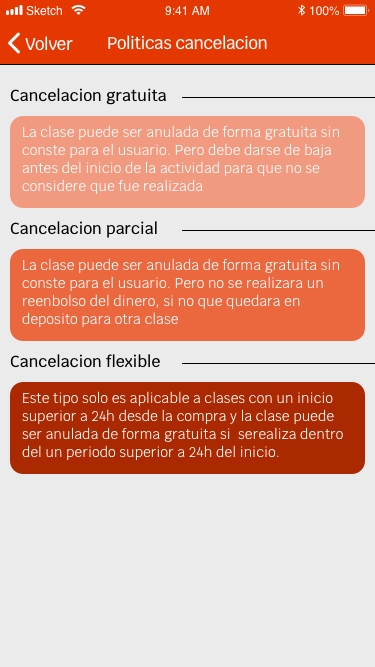 Sketch 9:41 AM 100%
Volver Politicas cancelacion
Cancelacion gratuita
La clase puede ser anulada de forma gratuita sin
conste para el usuario. Pero debe darse de baja
antes del inicio de la actividad para que no se
considere que fue realizada
Cancelacion parcial
La clase puede ser anulada de forma gratuita sin
conste para el usuario. Pero no se realizara un
reenbolso del dinero, si no que quedara en
deposito para otra clase
Cancelacion flexible
Este tipo solo es aplicable a clases con un inicio
superior a 24h desde la compra y la clase puede
ser anulada de forma gratuita si  serealiza dentro
del un periodo superior a 24h del inicio.